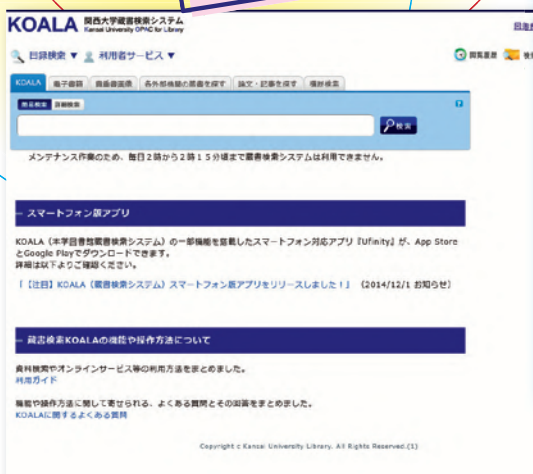 KOALA 関西大学蔵書検索システム
Kansai University OPAC for Library
目録検索 ▼ 利用者サービス ▼
閲覧履歴
KOALA 電子書籍 貴重書画像 各外部機関の蔵書を探す 論文・記事を探す 横断検索
簡易検索 詳細検索
検索
メンテナンス作業のため、毎日2時から2時15分頃まで蔵書検索システムは利用できません。
スマートフォン版アプリ
KOALA(本学図書館蔵書検索システム)の一部機能を搭載したスマートフォン対応アプリ『Ufinity』が、App Store
とGoogle Playでダウンロードできます。
詳細は以下よりご確認ください。
「【注目】KOALA(蔵書検索システム)スマートフォン版アプリをリリースしました!」 (2014/12/1 お知らせ)
蔵書検索KOALAの機能や操作方法について
資料検索やオンラインサービス等の利用方法をまとめました。
利用ガイド
機能や操作方法に関して寄せられる、よくある質問とその回答をまとめました。
KOALAに関するよくある質問
Copyright c Kansai University Library. All Rights Reserved.(1)